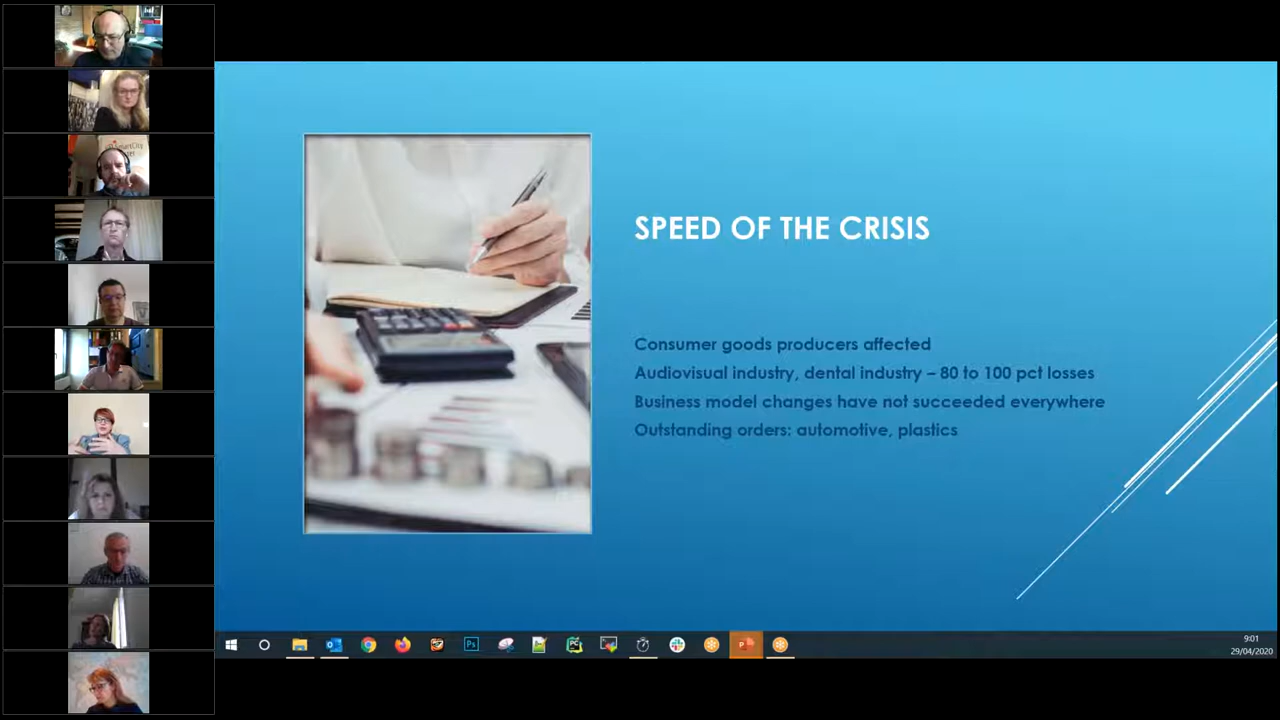 SPEED OF THE CRISIS
Consumer goods producers affected
Audiovisual industry, dental industry – 80 to 100 pct losses
Business model changes have not succeeded everywhere
Outstanding orders: automotive, plastics
9:01
29/04/2020